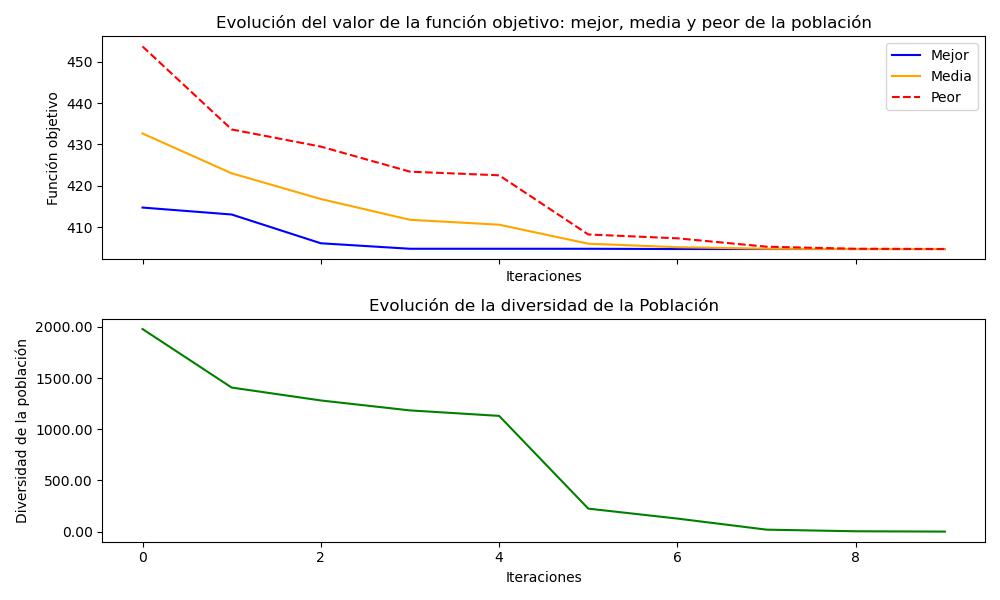 Evolución del valor de la función objetivo: mejor, media y peor de la población
Función objetivo
450
440
430
420
410
Mejor
Media
Peor
Iteraciones
Evolución de la diversidad de la Población
Diversidad de la población
2000.00
1500.00
1000.00
500.00
0.00
0 2 4 6 8
Iteraciones